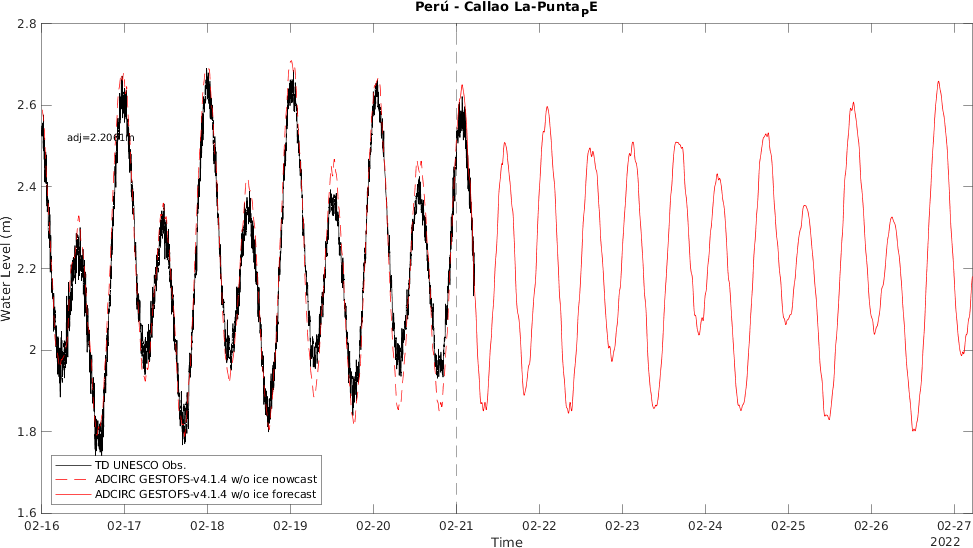 Perú - Callao La-PuntapE
2.8
2.6
2.4
2.2
2
1.8
1.6
Water Level (m)
adj=2.2061m
TD UNESCO Obs.
ADCIRC GESTOFS-v4.1.4 w/o ice nowcast
ADCIRC GESTOFS-v4.1.4 w/o ice forecast
02-16 02-17 02-18 02-19 02-20 02-21 02-22 02-23 02-24 02-25 02-26 02-27
Time
2022